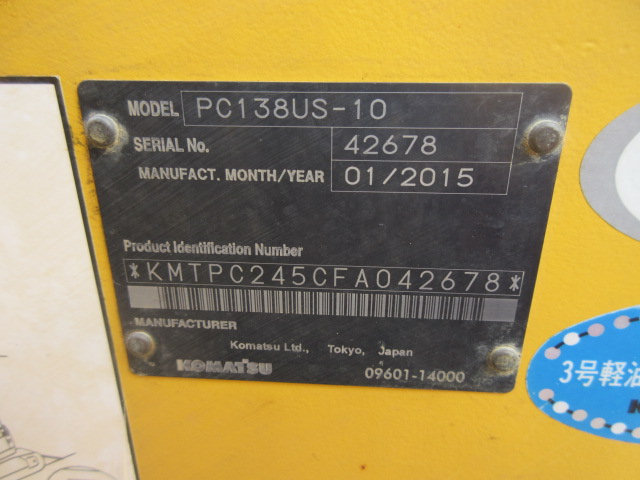 MODEL PC138US-10
SERIAL No. 42678
MANUFACT. MONTH/YEAR 01/2015
Product Identification Number
*KMTPC245CFA042678*
MANUFACTURER
Komatsu Ltd., Tokyo, Japan
KOMATSU 09601-14000
3号軽油